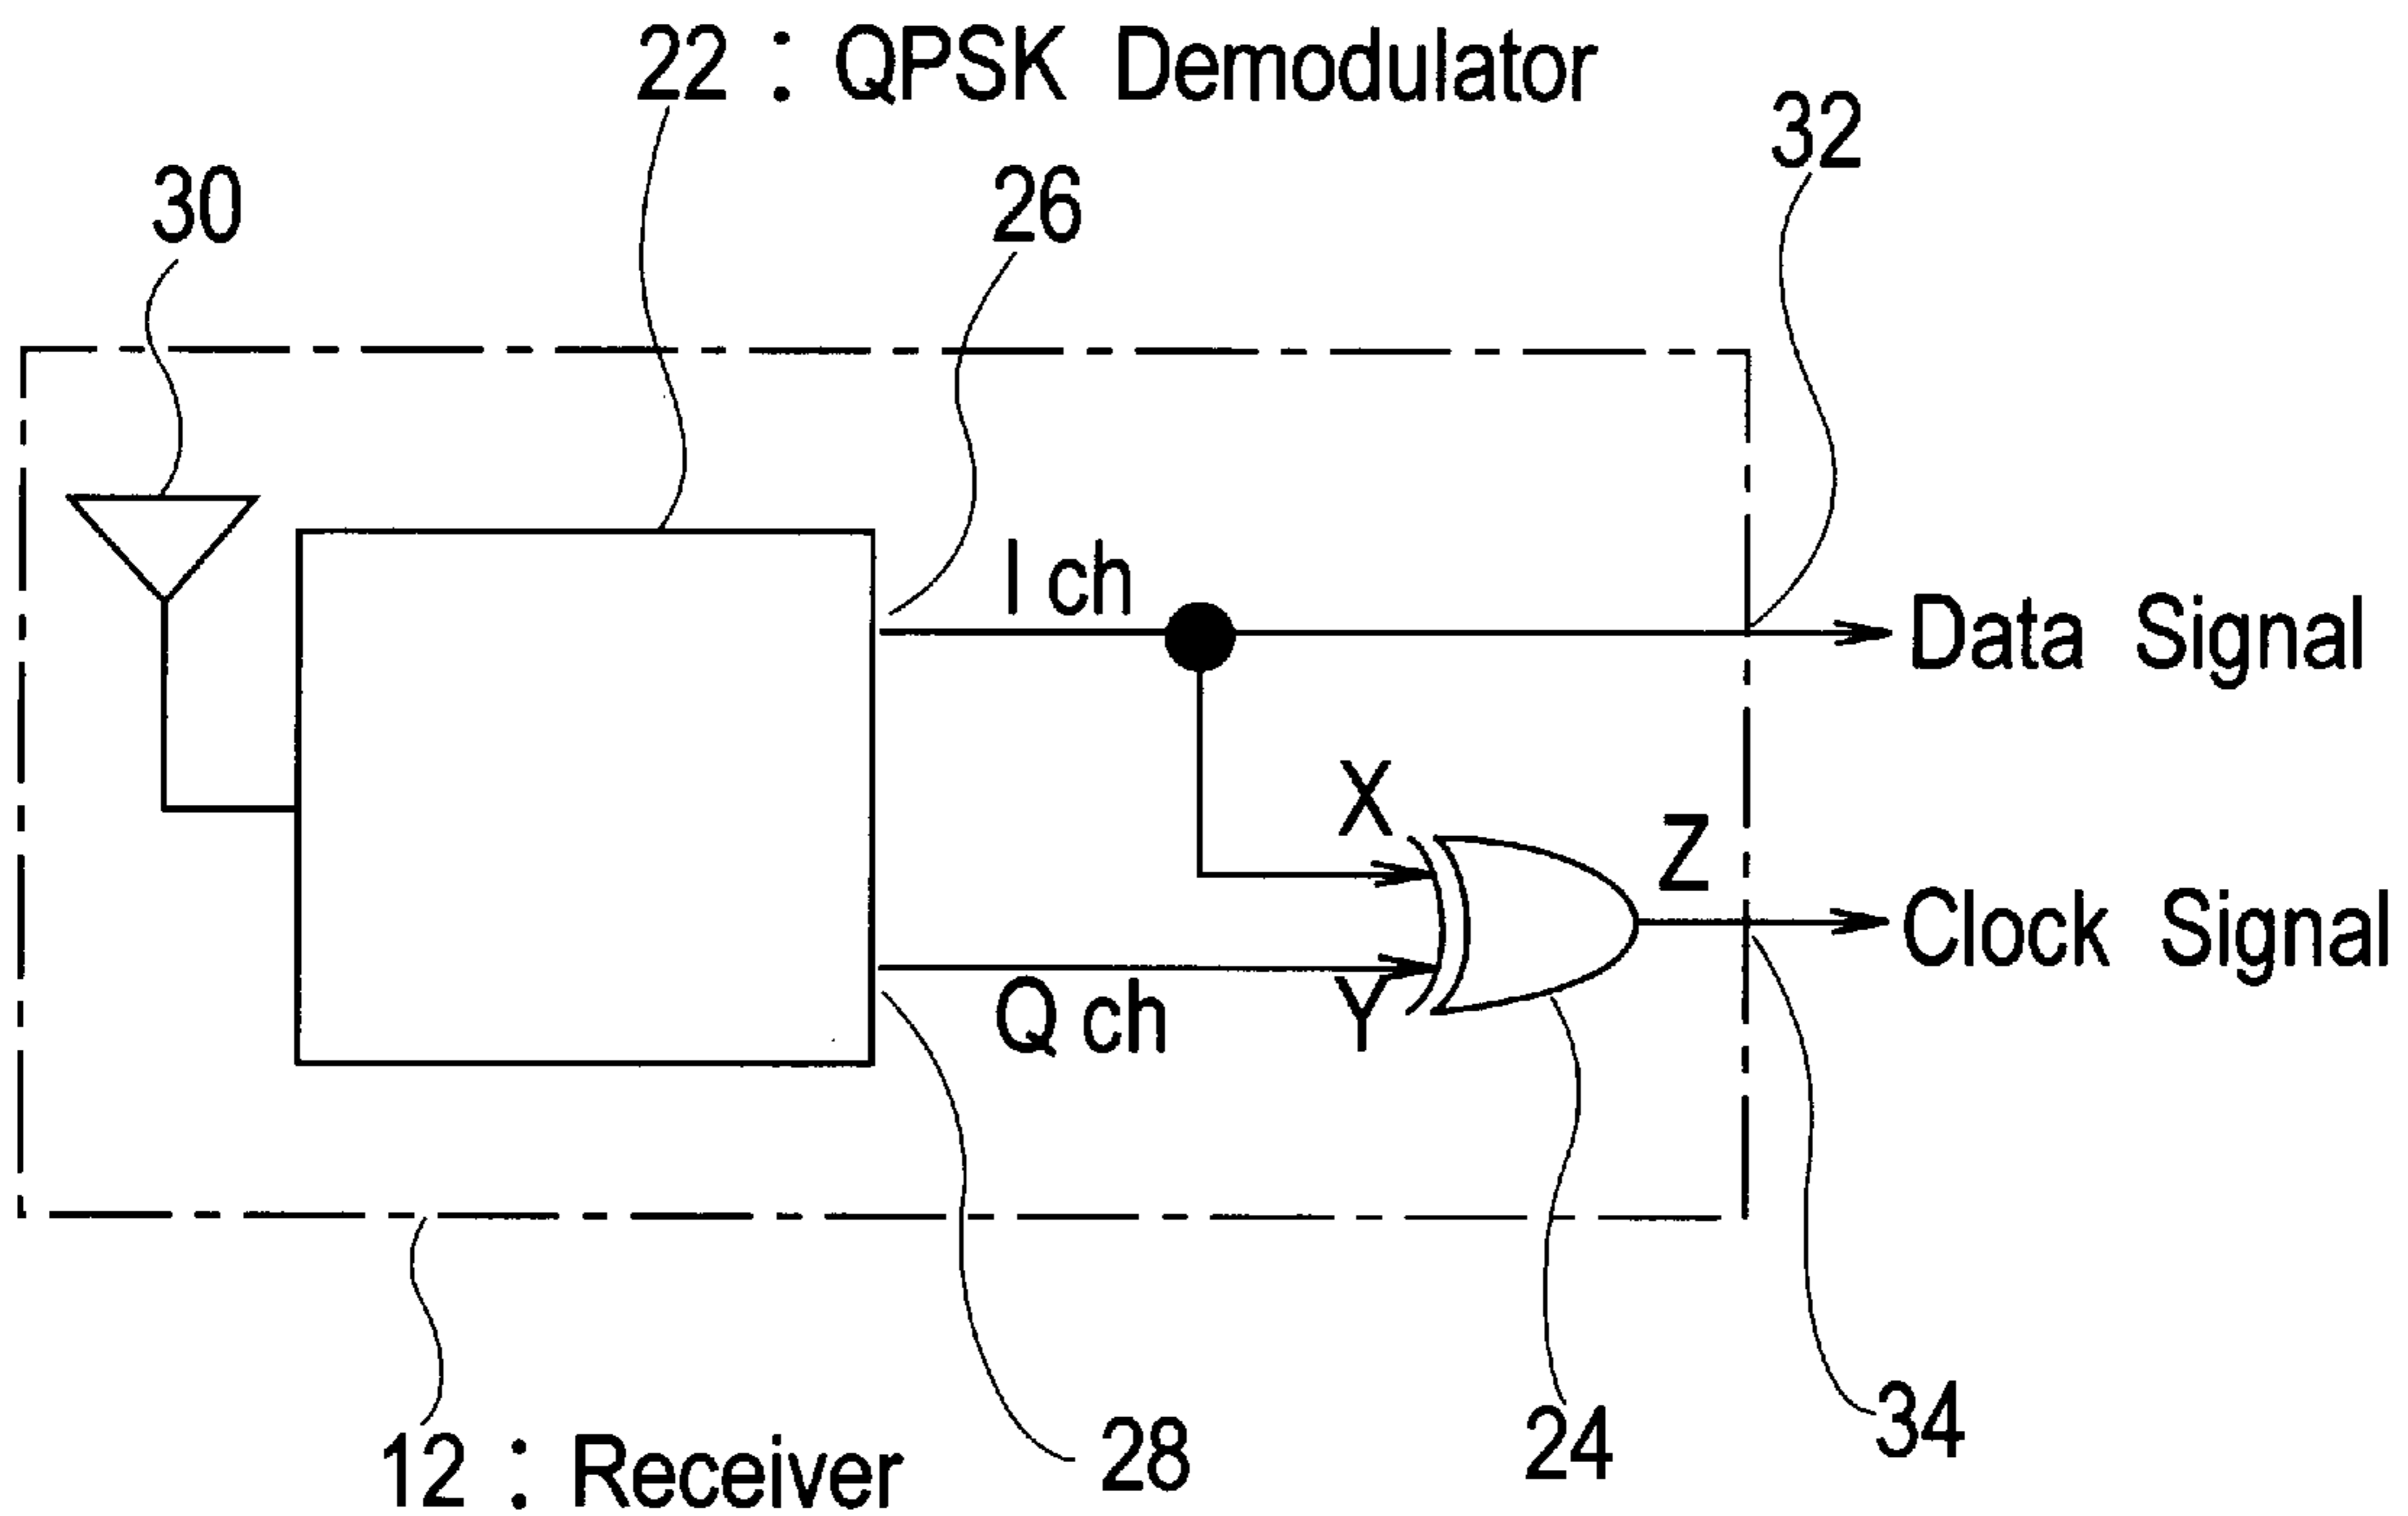 22 : QPSK Demodulator
32
30
26
I ch
Data Signal
X
Z
Clock Signal
Q ch
Y
12 : Receiver
28
24
34